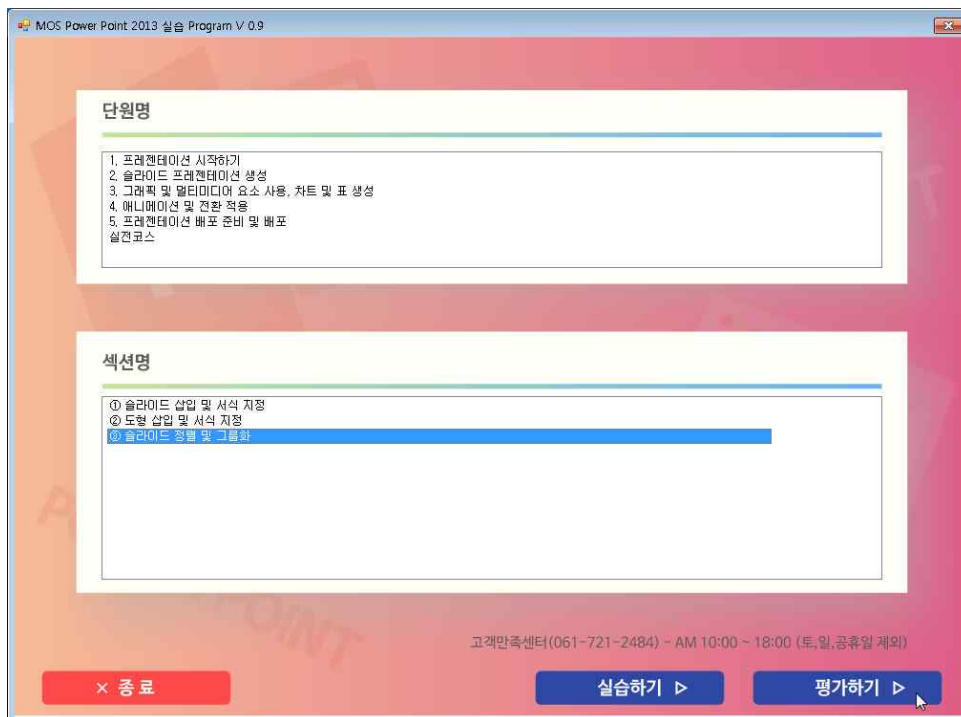 MOS Power Point 2013 실습 Program V 0.9
단원명
1. 프레젠테이션 시작하기
2. 슬라이드 프레젠테이션 생성
3. 그래픽 및 멀티미디어 요소 사용, 차트 및 표 생성
4. 애니메이션 및 전환 적용
5. 프레젠테이션 배포 준비 및 배포
실전코스
섹션명
① 슬라이드 삽입 및 서식 지정
② 도형 삽입 및 서식 지정
③ 슬라이드 정렬 및 그룹화
고객만족센터(061-721-2484) - AM 10:00 ~ 18:00 (토,일,공휴일 제외)
× 종료
실습하기 ▷
평가하기 ▷